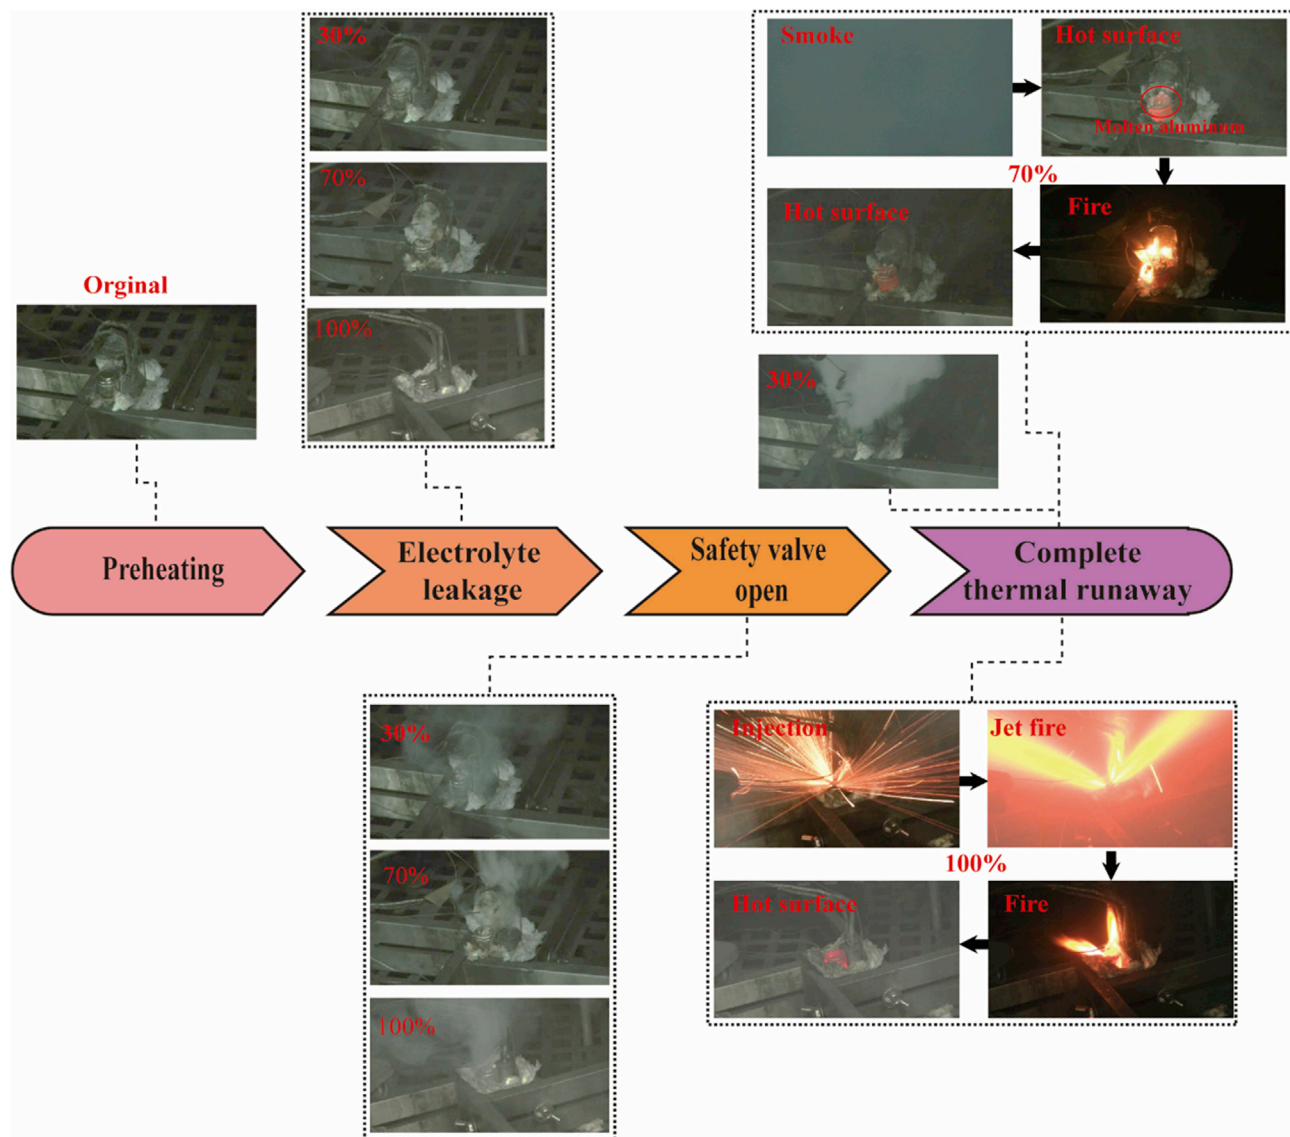 30%
70%
100%
Orginal
Smoke
Hot surface
Molten aluminum
70%
Hot surface
Fire
30%
Preheating
Electrolyte
leakage
Safety valve
open
Complete
thermal runaway
30%
70%
100%
Injection
Jet fire
100%
Hot surface
Fire